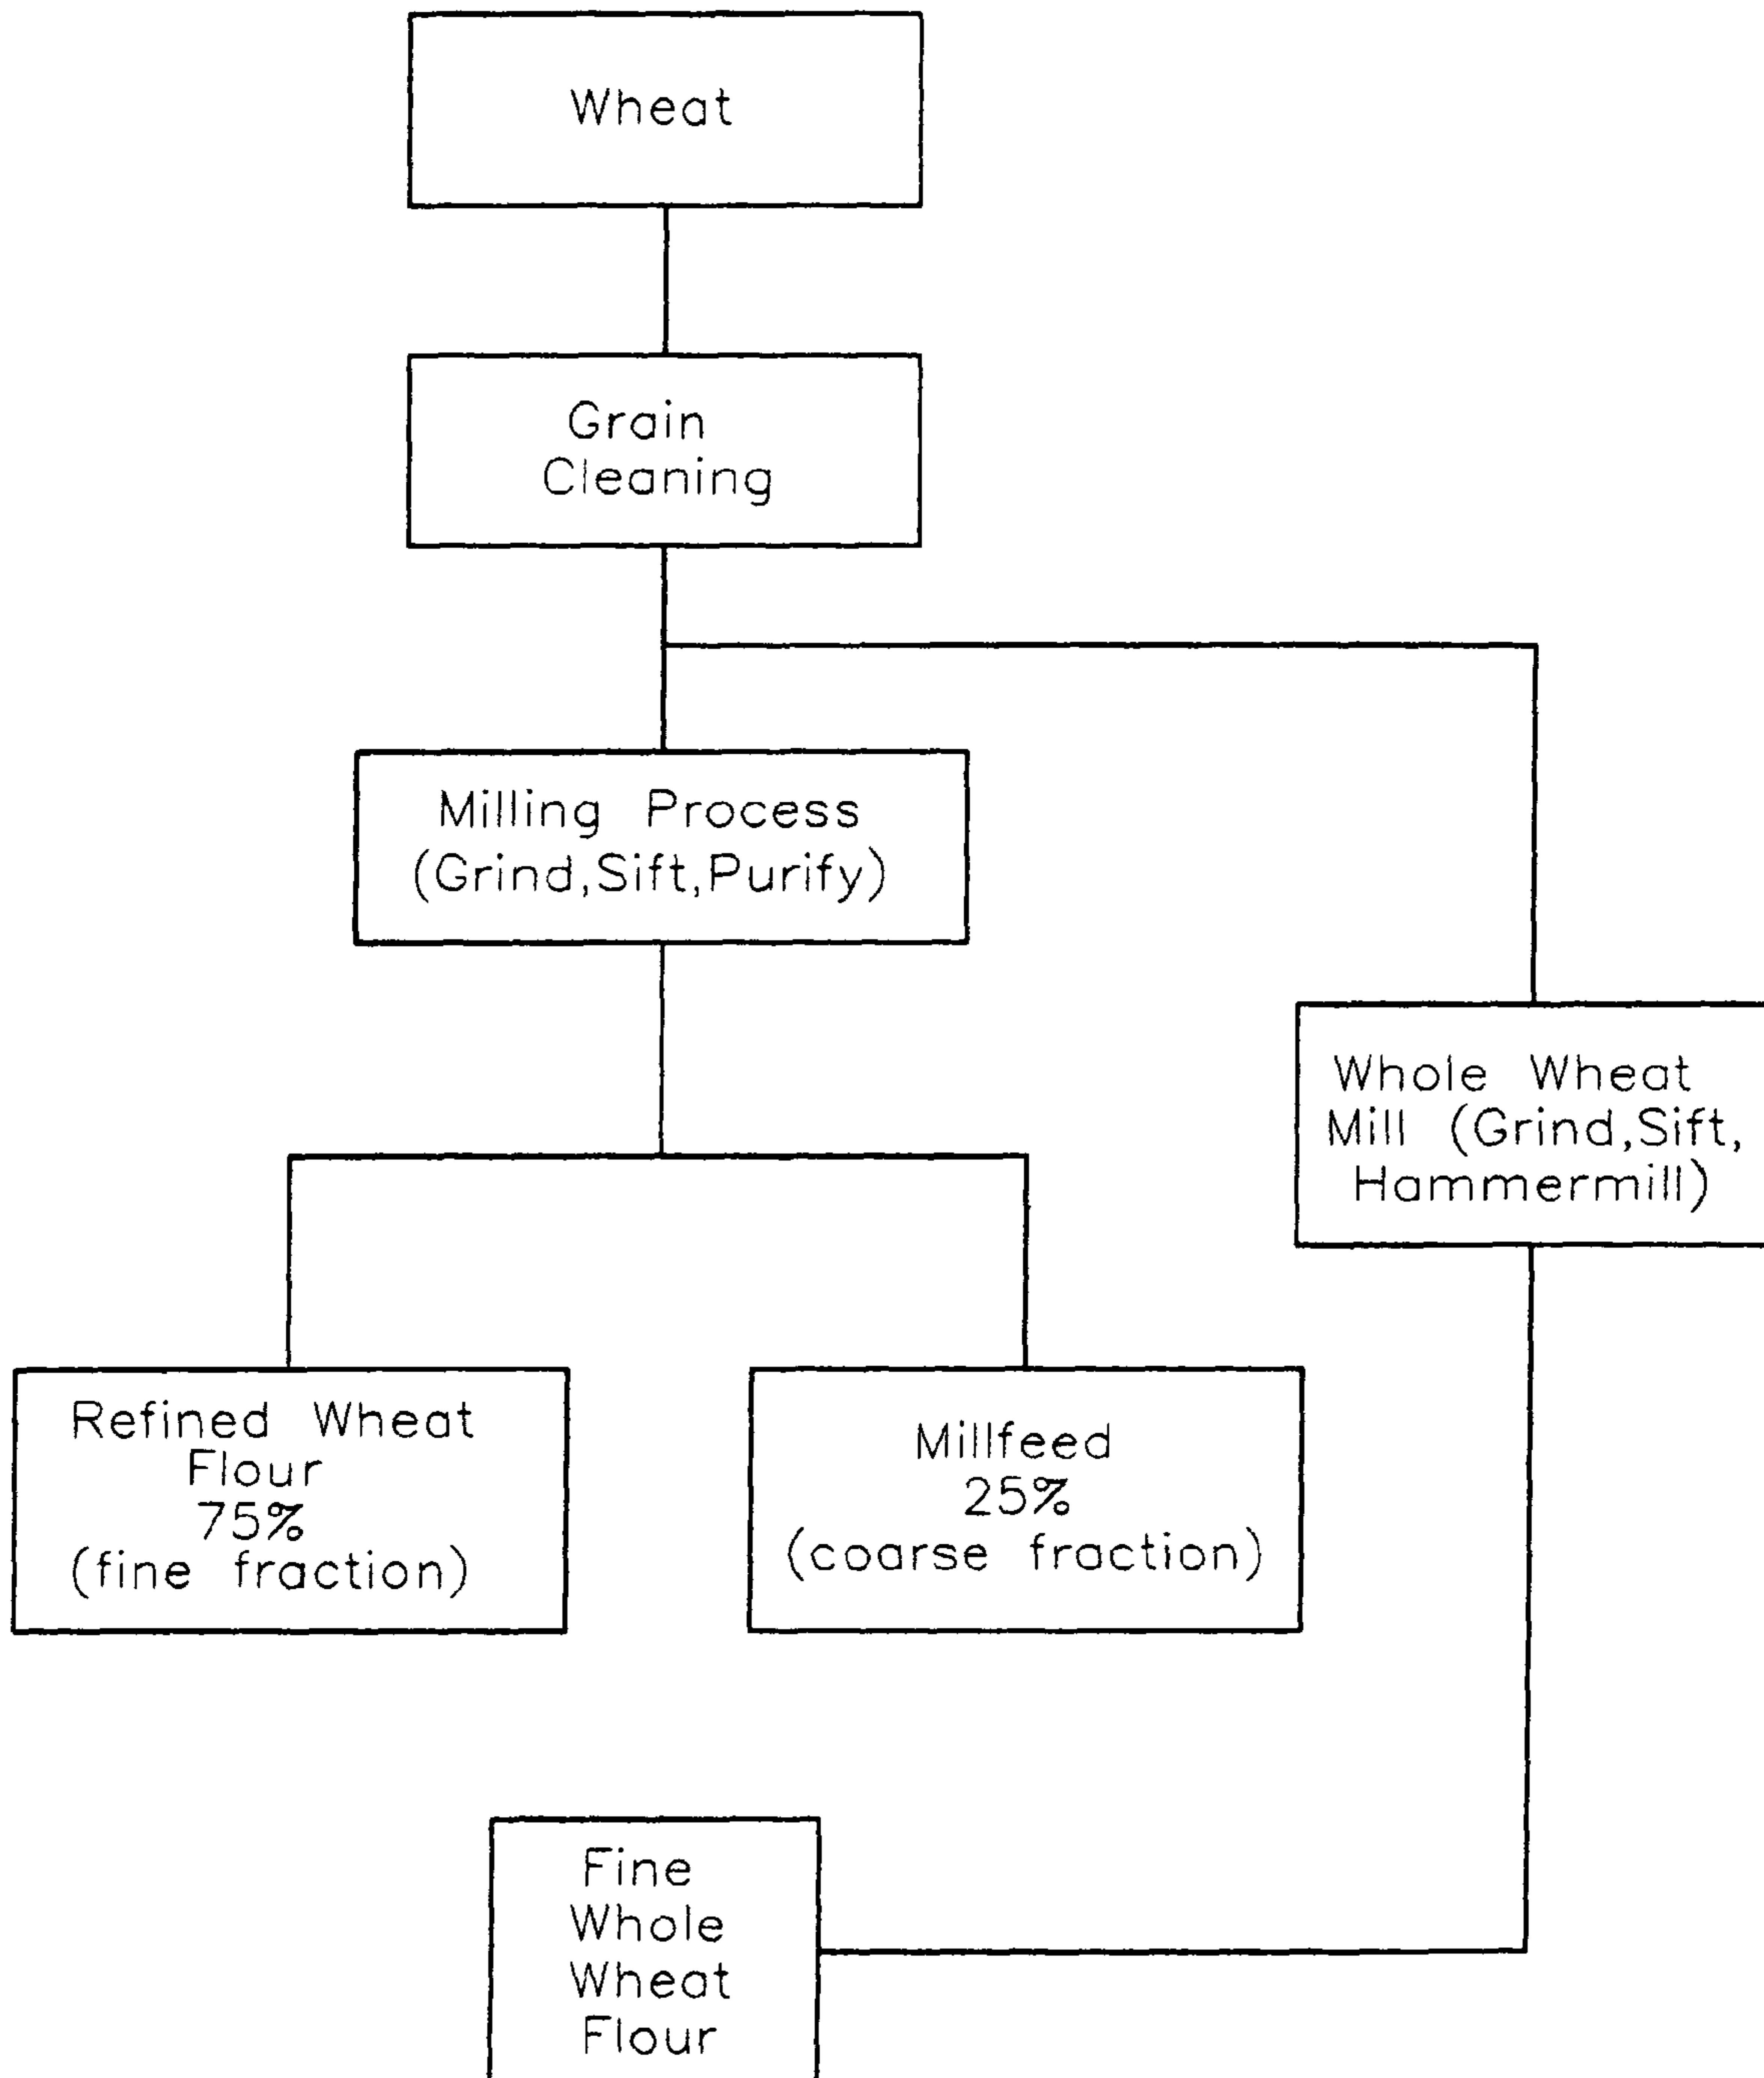 Wheat
Grain
Cleaning
Milling Process
(Grind,Sift,Purify)
Whole Wheat
Mill (Grind,Sift,
Hammermill)
Refined Wheat
Flour
75%
(fine fraction)
Millfeed
25%
(coarse fraction)
Fine
Whole
Wheat
Flour